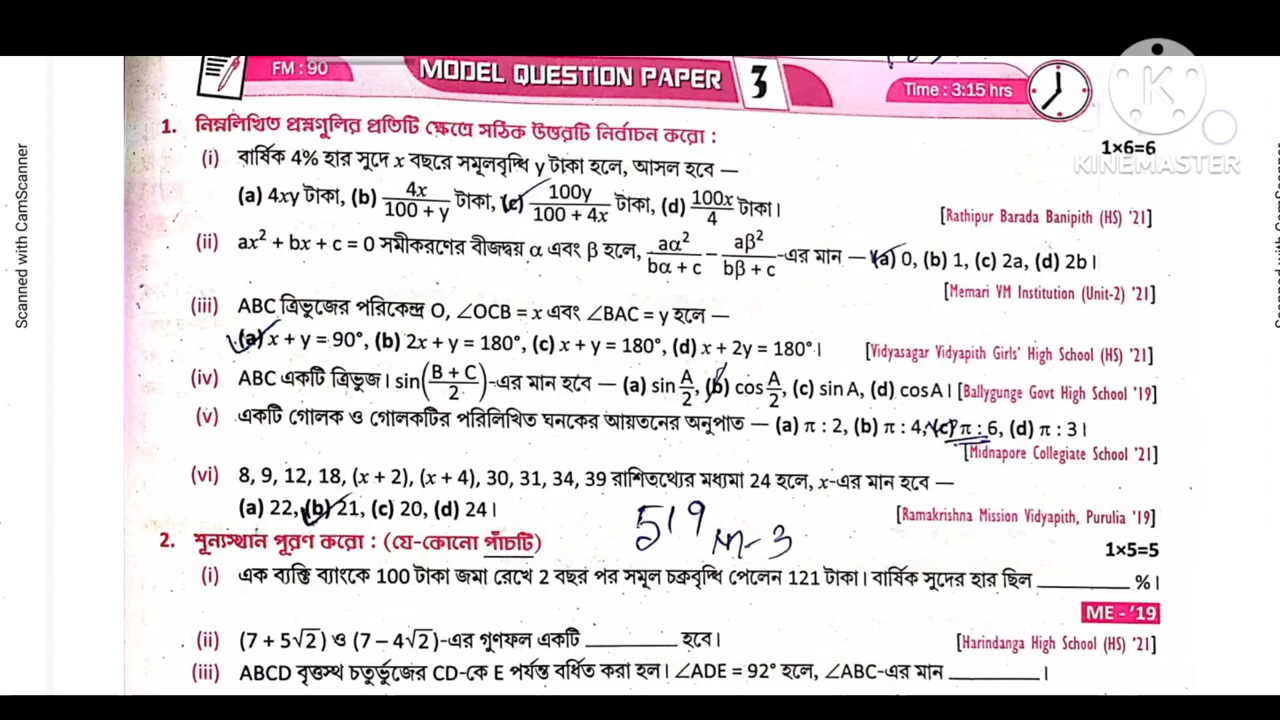 FM : 90
MODEL QUESTION PAPER 3
Time : 3:15 hrs
KINEMASTER
1. নিম্নলিখিত প্রশ্নগুলির প্রতিটি ক্ষেত্রে সঠিক উত্তরটি নির্বাচন করো : 1×6=6
(i) বার্ষিক 4% হার সুদে x বছরে সমূলবৃদ্ধি y টাকা হলে, আসল হবে —
(a) 4xy টাকা, (b) 4x/(100 + y) টাকা, (c) 100y/(100 + 4x) টাকা, (d) 100x/4 টাকা।
[Rathipur Barada Banipith (HS) '21]
(ii) ax² + bx + c = 0 সমীকরণের বীজদ্বয় α এবং β হলে, aα²/(bα + c) − aβ²/(bβ + c)-এর মান — (a) 0, (b) 1, (c) 2a, (d) 2b।
[Memari VM Institution (Unit-2) '21]
(iii) ABC ত্রিভুজের পরিকেন্দ্র O, ∠OCB = x এবং ∠BAC = y হলে —
(a) x + y = 90°, (b) 2x + y = 180°, (c) x + y = 180°, (d) x + 2y = 180°। [Vidyasagar Vidyapith Girls' High School (HS) '21]
(iv) ABC একটি ত্রিভুজ। sin((B + C)/2)-এর মান হবে — (a) sin A/2, (b) cos A/2, (c) sin A, (d) cos A। [Ballygunge Govt High School '19]
(v) একটি গোলক ও গোলকটির পরিলিখিত ঘনকের আয়তনের অনুপাত — (a) π : 2, (b) π : 4, (c) π : 6, (d) π : 3।
[Midnapore Collegiate School '21]
(vi) 8, 9, 12, 18, (x + 2), (x + 4), 30, 31, 34, 39 রাশিতথ্যের মধ্যমা 24 হলে, x-এর মান হবে —
(a) 22, (b) 21, (c) 20, (d) 24। [Ramakrishna Mission Vidyapith, Purulia '19]
519
2. শূন্যস্থান পূরণ করো : (যে-কোনো পাঁচটি) 1×5=5
(i) এক ব্যক্তি ব্যাংকে 100 টাকা জমা রেখে 2 বছর পর সমূল চক্রবৃদ্ধি পেলেন 121 টাকা। বার্ষিক সুদের হার ছিল ________ %।
ME - '19
(ii) (7 + 5√2) ও (7 − 4√2)-এর গুণফল একটি ________ হবে। [Harindanga High School (HS) '21]
(iii) ABCD বৃত্তস্থ চতুর্ভুজের CD-কে E পর্যন্ত বর্ধিত করা হল। ∠ADE = 92° হলে, ∠ABC-এর মান ________ ।
Scanned with CamScanner